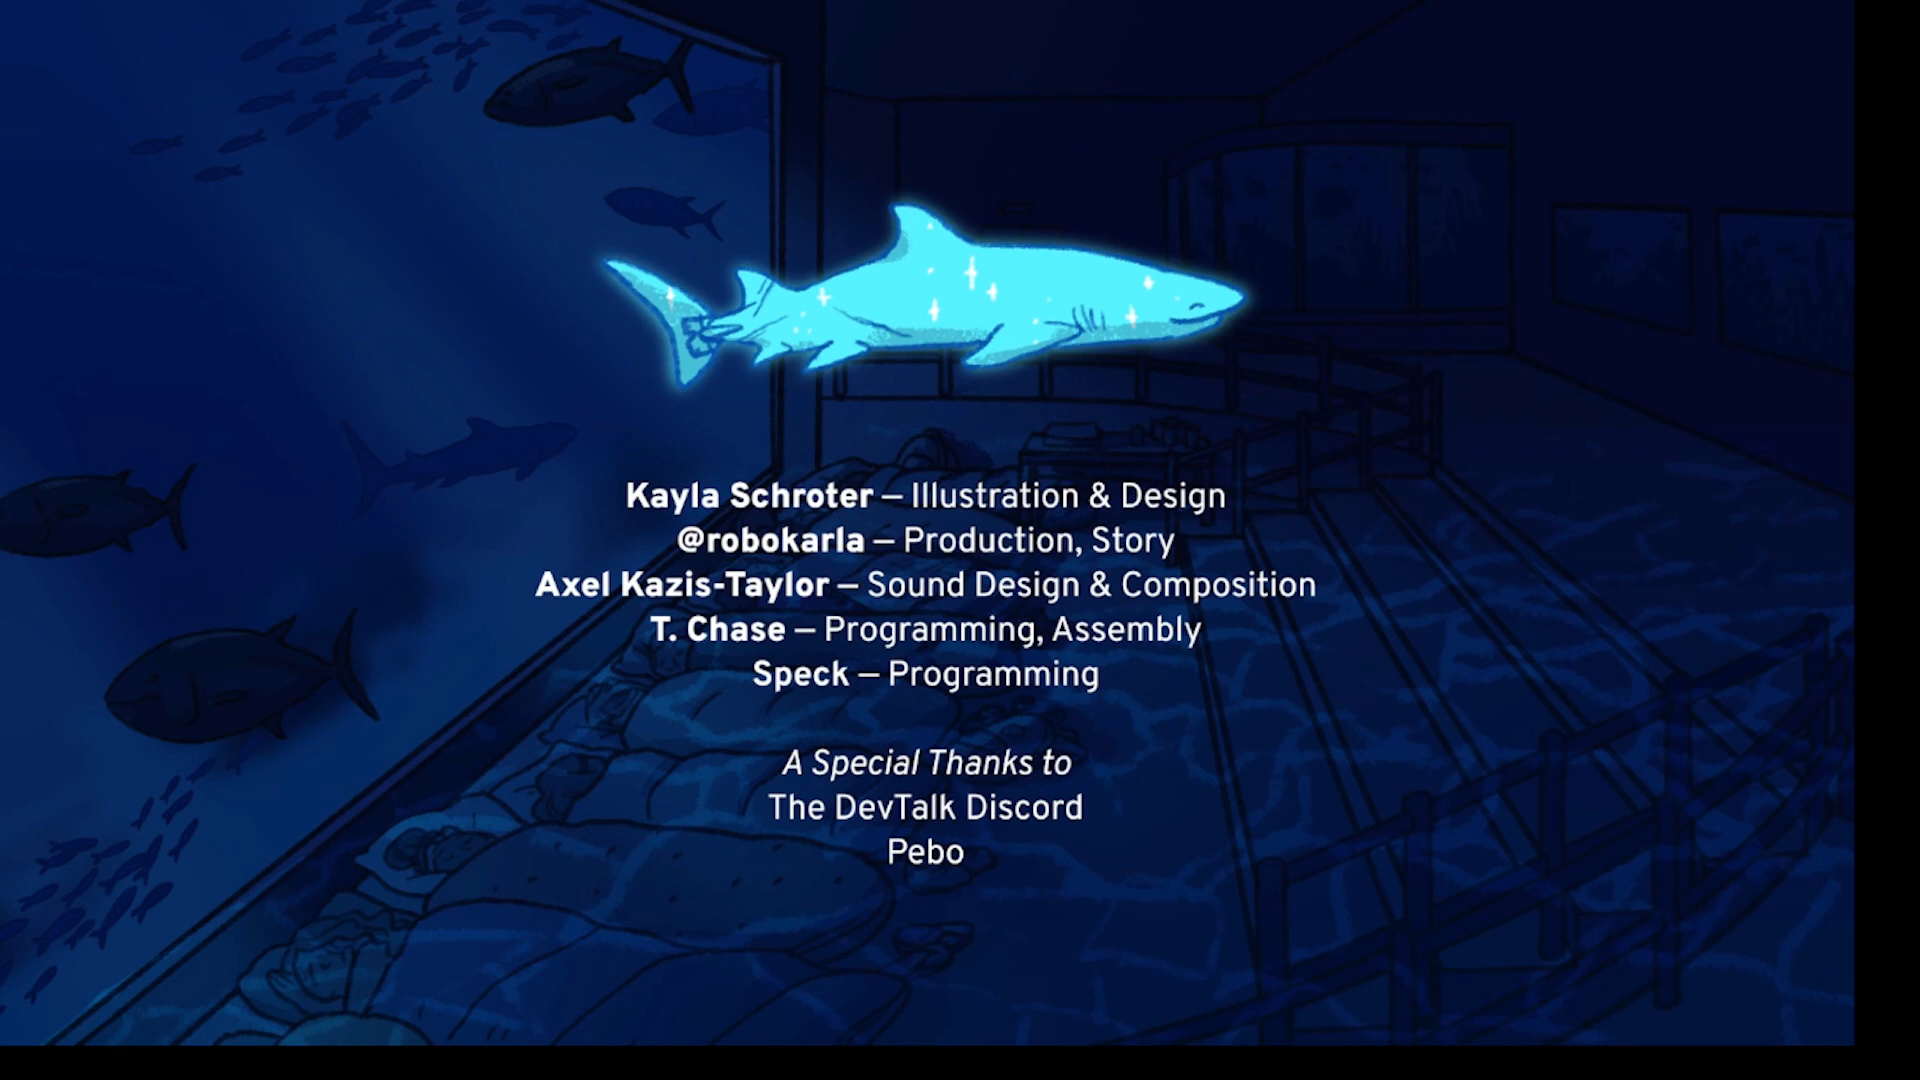 Kayla Schroter – Illustration & Design
@robokarla – Production, Story
Axel Kazis-Taylor – Sound Design & Composition
T. Chase – Programming, Assembly
Speck – Programming
A Special Thanks to
The DevTalk Discord
Pebo